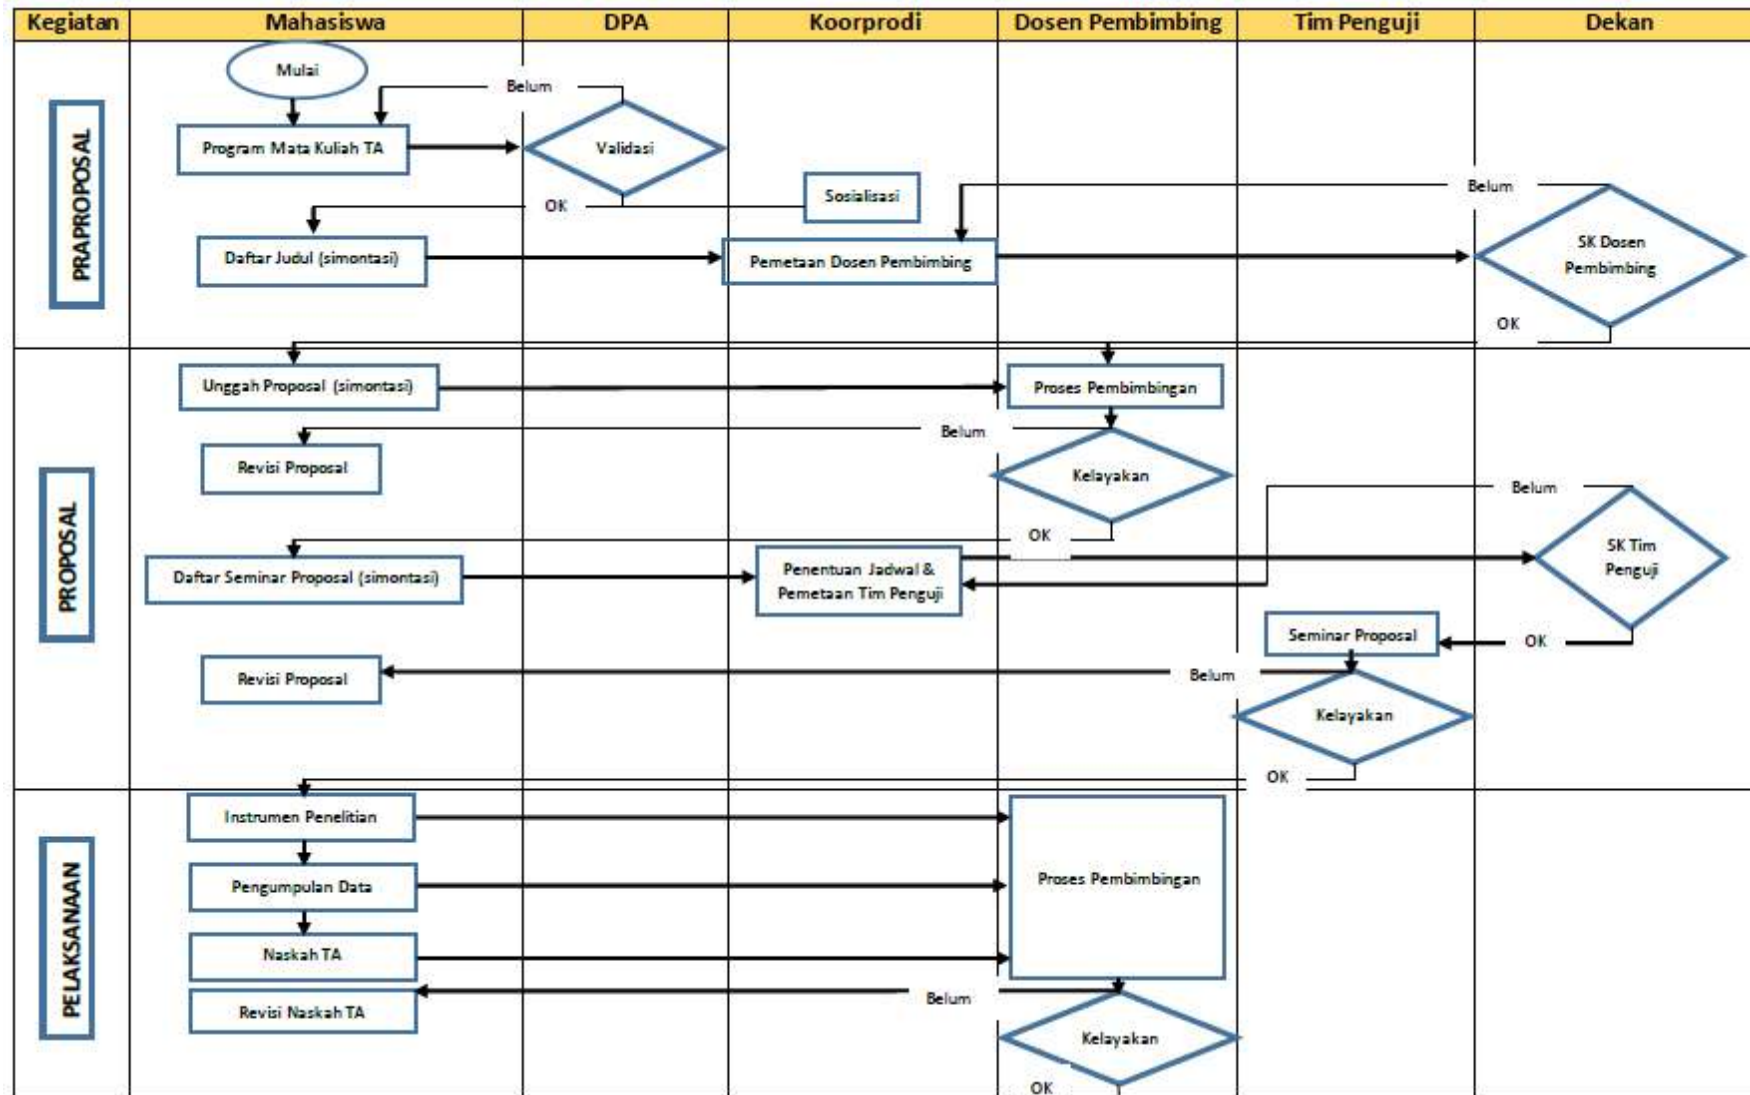 Kegiatan
Mahasiswa
DPA
Koorprodi
Dosen Pembimbing
Tim Penguji
Dekan
PRAPROPOSAL
Mulai
Belum
Program Mata Kuliah TA
Validasi
Sosialisasi
Belum
OK
Daftar Judul (simontasi)
Pemetaan Dosen Pembimbing
SK Dosen
Pembimbing
OK
PROPOSAL
Unggah Proposal (simontasi)
Proses Pembimbingan
Belum
Revisi Proposal
Kelayakan
Belum
OK
Daftar Seminar Proposal (simontasi)
Penentuan Jadwal &
Pemetaan Tim Penguji
SK Tim
Penguji
Seminar Proposal
OK
Revisi Proposal
Belum
Kelayakan
OK
PELAKSANAAN
Instrumen Penelitian
Pengumpulan Data
Proses Pembimbingan
Naskah TA
Belum
Revisi Naskah TA
Kelayakan
OK